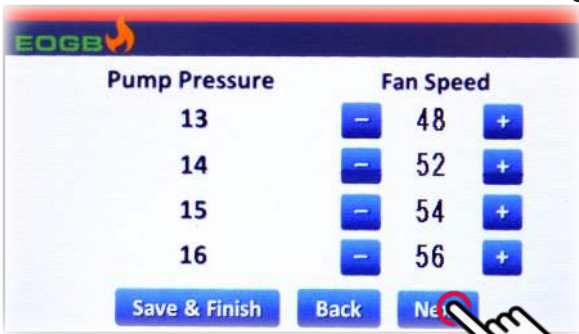 EOGB
Pump Pressure Fan Speed
13 − 48 +
14 − 52 +
15 − 54 +
16 − 56 +
Save & Finish Back